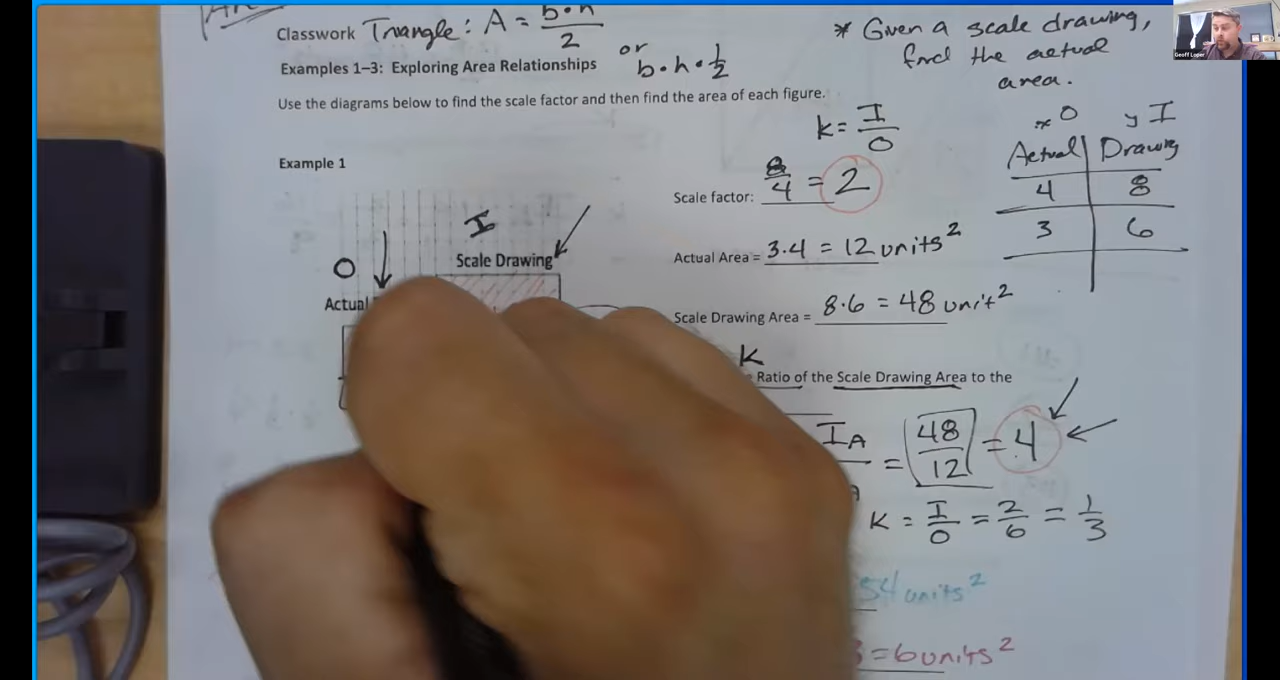 Classwork Triangle: A = b·h/2
or b·h·1/2
* Given a scale drawing,
find the actual
area.
Examples 1–3: Exploring Area Relationships
Use the diagrams below to find the scale factor and then find the area of each figure.
k = I/O
x O y I
Actual Drawing
4 8
3 6
Example 1
Scale factor: 8/4 = 2
I
Scale Drawing
O
Actual
Actual Area = 3·4 = 12 units²
Scale Drawing Area = 8·6 = 48 unit²
K
Ratio of the Scale Drawing Area to the
I_A = 48/12 = 4
K = I/O = 2/6 = 1/3
54 units²
= 6 units²
Geoff Loper